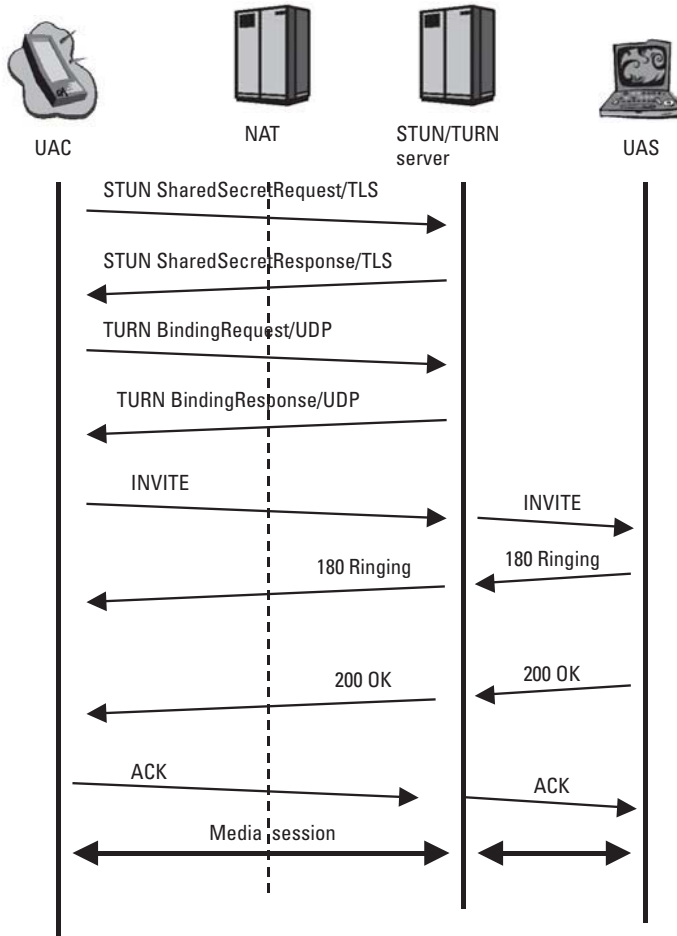 UAC
NAT
STUN/TURN
server
UAS
STUN SharedSecretRequest/TLS
STUN SharedSecretResponse/TLS
TURN BindingRequest/UDP
TURN BindingResponse/UDP
INVITE
INVITE
180 Ringing
180 Ringing
200 OK
200 OK
ACK
ACK
Media session